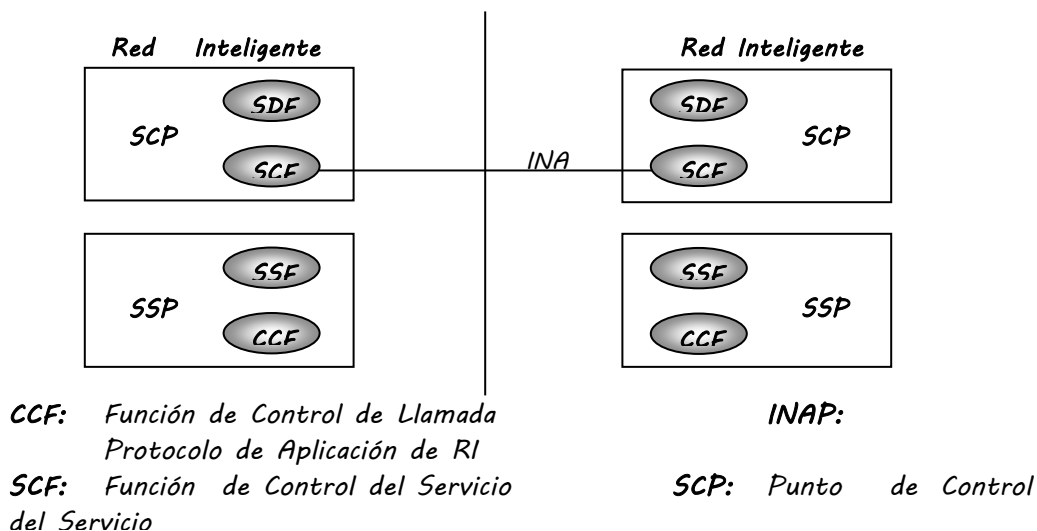 Red Inteligente Red Inteligente
SDF SDF
SCP SCP
SCF INA SCF
SSF SSF
SSP SSP
CCF CCF
CCF: Función de Control de Llamada INAP:
Protocolo de Aplicación de RI
SCF: Función de Control del Servicio SCP: Punto de Control
del Servicio